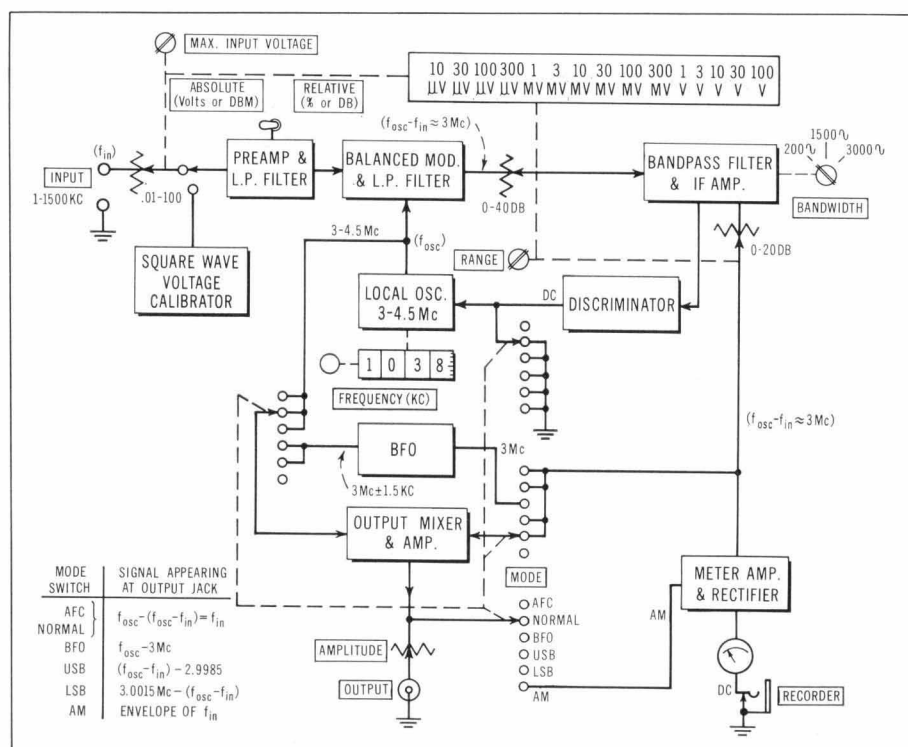 MAX. INPUT VOLTAGE
10 30 100 300 1 3 10 30 100 300 1 3 10 30 100
μV μV μV μV MV MV MV MV MV MV V V V V V
ABSOLUTE
(Volts or DBM)
RELATIVE
(% or DB)
(fosc-fin≈3Mc)
(fin)
INPUT
1-1500KC
.01-100
PREAMP &
L.P. FILTER
BALANCED MOD.
& L.P. FILTER
0-40DB
BANDPASS FILTER
& IF AMP.
200~
1500~
3000~
BANDWIDTH
0-20DB
SQUARE WAVE
VOLTAGE
CALIBRATOR
3-4.5Mc
(fosc)
RANGE
LOCAL OSC.
3-4.5Mc
DC
DISCRIMINATOR
1 0 3 8
FREQUENCY (KC)
(fosc-fin≈3Mc)
BFO
3Mc
3Mc±1.5KC
OUTPUT MIXER
& AMP.
MODE
METER AMP.
& RECTIFIER
AM
AFC
NORMAL
BFO
USB
LSB
AM
AMPLITUDE
OUTPUT
DC
RECORDER
MODE SIGNAL APPEARING
SWITCH AT OUTPUT JACK
AFC
NORMAL } fosc-(fosc-fin)=fin
BFO fosc-3Mc
USB (fosc-fin)-2.9985
LSB 3.0015Mc-(fosc-fin)
AM ENVELOPE OF fin